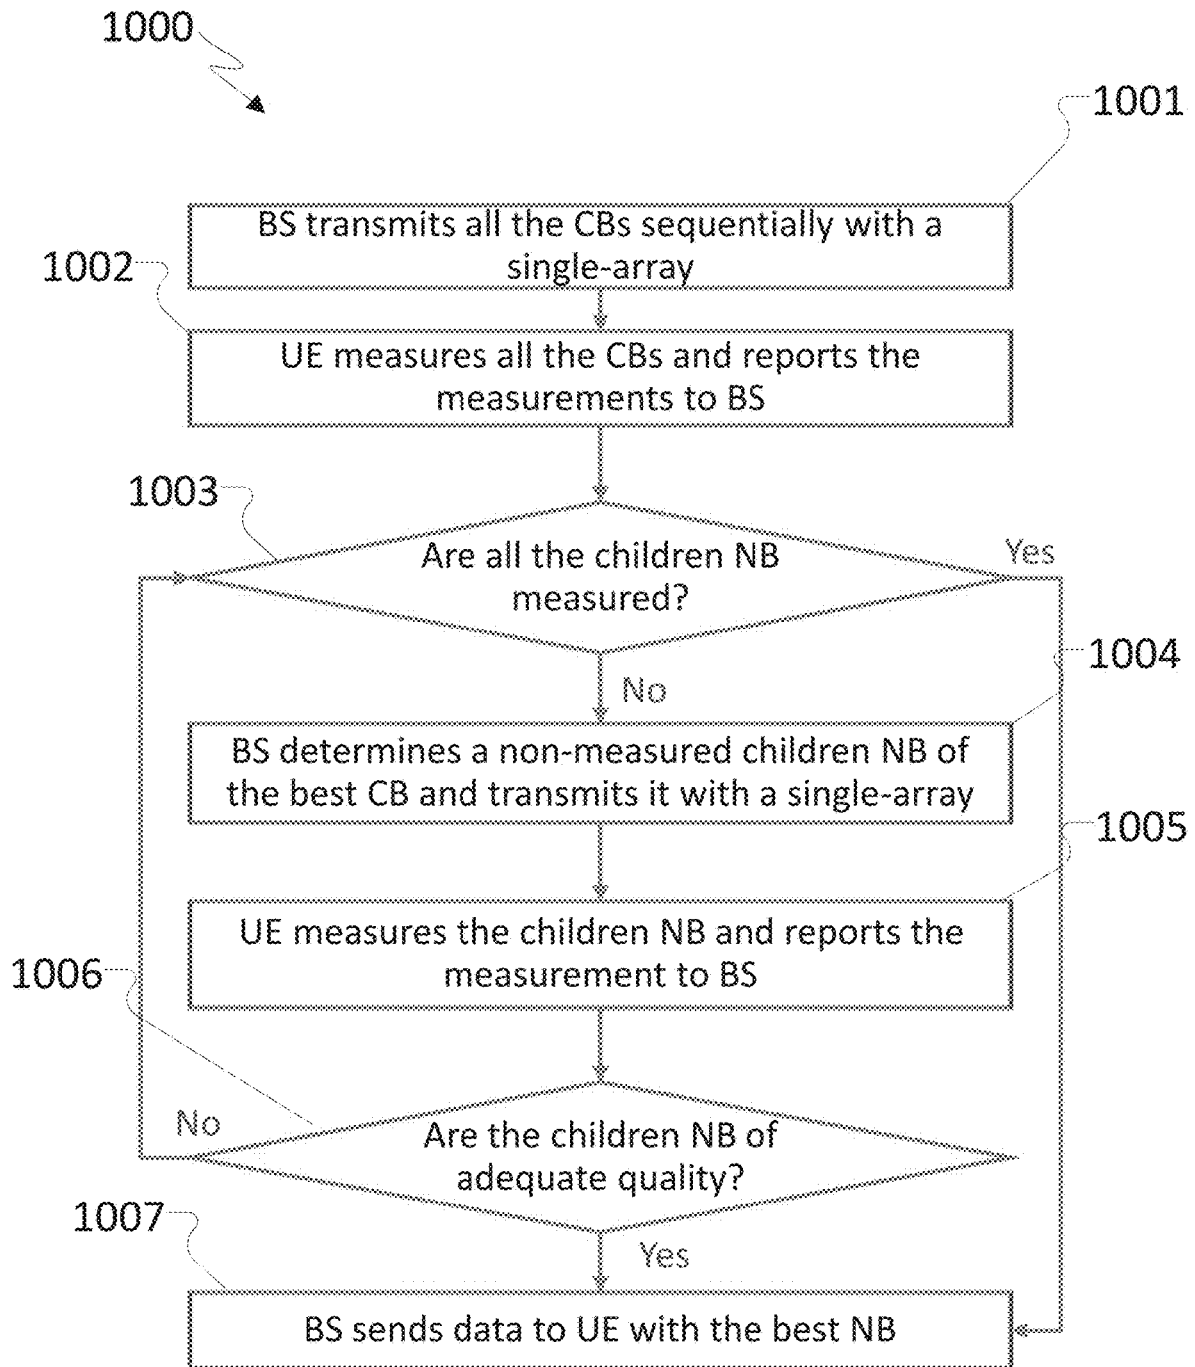 1000
1001
BS transmits all the CBs sequentially with a
single-array
1002
UE measures all the CBs and reports the
measurements to BS
1003
Are all the children NB
measured?
Yes
1004
No
BS determines a non-measured children NB of
the best CB and transmits it with a single-array
1005
UE measures the children NB and reports the
measurement to BS
1006
No
Are the children NB of
adequate quality?
1007
Yes
BS sends data to UE with the best NB